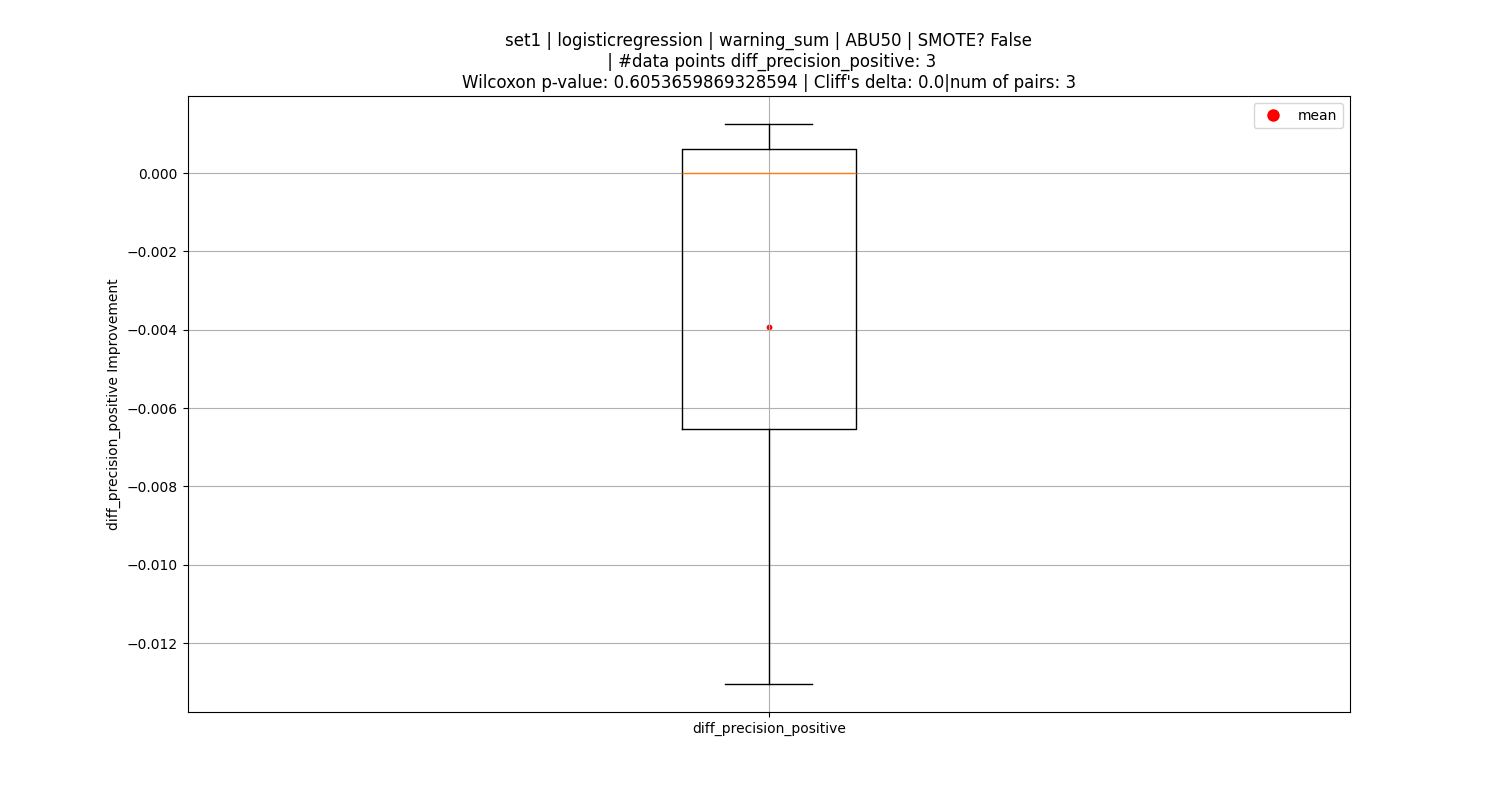 set1 | logisticregression | warning_sum | ABU50 | SMOTE? False
| #data points diff_precision_positive: 3
Wilcoxon p-value: 0.6053659869328594 | Cliff's delta: 0.0|num of pairs: 3
mean
0.000
−0.002
−0.004
−0.006
−0.008
−0.010
−0.012
diff_precision_positive Improvement
diff_precision_positive